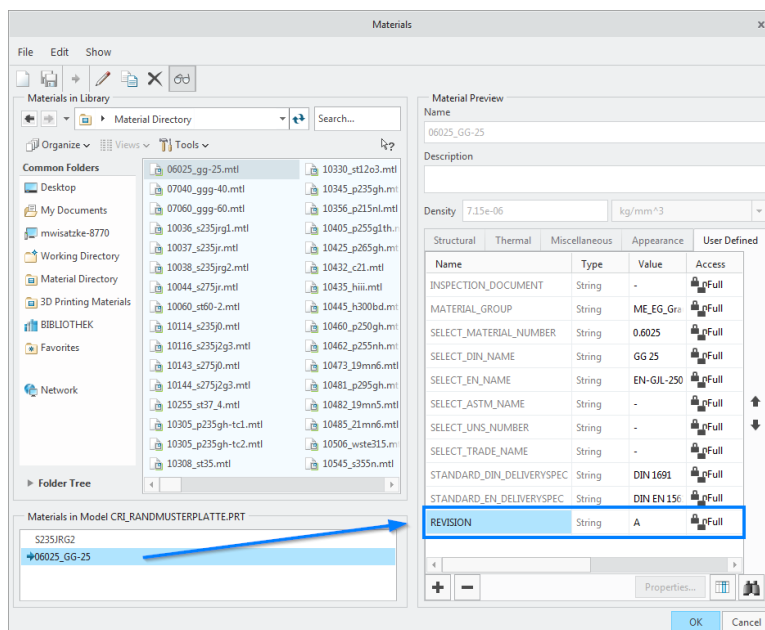 Materials
File Edit Show
Materials in Library
Material Directory
Search...
Organize Views Tools
Common Folders
Desktop
My Documents
mwisatzke-8770
Working Directory
Material Directory
3D Printing Materials
BIBLIOTHEK
Favorites
Network
Folder Tree
06025_gg-25.mtl
07040_ggg-40.mtl
07060_ggg-60.mtl
10036_s235jrg1.mtl
10037_s235jr.mtl
10038_s235jrg2.mtl
10044_s275jr.mtl
10060_st60-2.mtl
10114_s235j0.mtl
10116_s235j2g3.mtl
10143_s275j0.mtl
10144_s275j2g3.mtl
10255_st37_4.mtl
10305_p235gh-tc1.mtl
10305_p235gh-tc2.mtl
10308_st35.mtl
10330_st12o3.mtl
10345_p235gh.mt
10356_p215nl.mtl
10405_p255g1th.
10425_p265gh.mt
10432_c21.mtl
10435_hiii.mtl
10445_h300bd.mt
10460_p250gh.mt
10462_p255nh.mt
10473_19mn6.mtl
10481_p295gh.mt
10482_19mn5.mtl
10485_21mn6.mtl
10506_wste315.m
10545_s355n.mtl
Materials in Model CRI_RANDMUSTERPLATTE.PRT
S235JRG2
06025_GG-25
Material Preview
Name
06025_GG-25
Description
Density 7.15e-06 kg/mm^3
Structural Thermal Miscellaneous Appearance User Defined
Name Type Value Access
INSPECTION_DOCUMENT String - Full
MATERIAL_GROUP String ME_EG_Gra Full
SELECT_MATERIAL_NUMBER String 0.6025 Full
SELECT_DIN_NAME String GG 25 Full
SELECT_EN_NAME String EN-GJL-250 Full
SELECT_ASTM_NAME String - Full
SELECT_UNS_NUMBER String - Full
SELECT_TRADE_NAME String - Full
STANDARD_DIN_DELIVERYSPEC String DIN 1691 Full
STANDARD_EN_DELIVERYSPEC String DIN EN 156 Full
REVISION String A Full
Properties...
OK Cancel